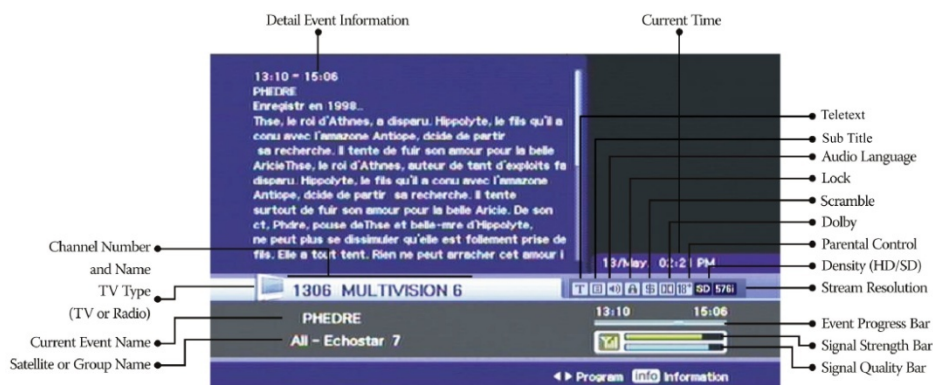 Detail Event Information
Current Time
13:10 - 15:06
PHEDRE
Enregistr en 1998..
Thse, le roi d'Athnes, a disparu. Hippolyte, le fils qu'il a
conu avec l'amazone Antiope, dcide de partir
sa recherche. Il tente de fuir son amour pour la belle
AricieThse, le roi d'Athnes, auteur de tant d'exploits fa
disparu. Hippolyte, le fils qu'il a conu avec l'amazone
Antiope, dcide de partir sa recherche. Il tente
surtout de fuir son amour pour la belle Aricie. De son
ct, Phdre, pouse deThse et belle-mre d'Hippolyte,
ne peut plus se dissimuler qu'elle est follement prise de
fils. Elle a tout tent. Rien ne peut arracher cet amour i
13/May, 02:21 PM
Teletext
Sub Title
Audio Language
Lock
Scramble
Dolby
Parental Control
Density (HD/SD)
Stream Resolution
Event Progress Bar
Signal Strength Bar
Signal Quality Bar
Channel Number
and Name
TV Type
(TV or Radio)
Current Event Name
Satellite or Group Name
1306 MULTIVISION 6
T $ 18+ SD 576i
PHEDRE
13:10 15:06
All - Echostar 7
Program info Information